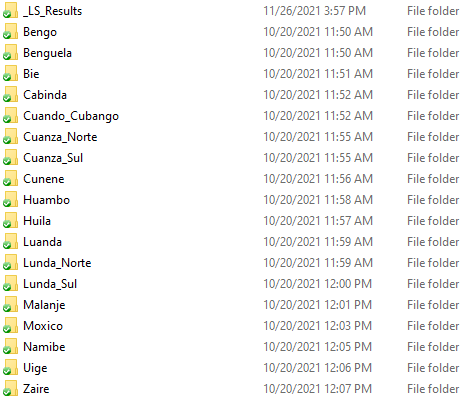 _LS_Results 11/26/2021 3:57 PM File folder
Bengo 10/20/2021 11:50 AM File folder
Benguela 10/20/2021 11:50 AM File folder
Bie 10/20/2021 11:51 AM File folder
Cabinda 10/20/2021 11:52 AM File folder
Cuando_Cubango 10/20/2021 11:52 AM File folder
Cuanza_Norte 10/20/2021 11:55 AM File folder
Cuanza_Sul 10/20/2021 11:55 AM File folder
Cunene 10/20/2021 11:56 AM File folder
Huambo 10/20/2021 11:58 AM File folder
Huila 10/20/2021 11:57 AM File folder
Luanda 10/20/2021 11:59 AM File folder
Lunda_Norte 10/20/2021 11:59 AM File folder
Lunda_Sul 10/20/2021 12:00 PM File folder
Malanje 10/20/2021 12:01 PM File folder
Moxico 10/20/2021 12:03 PM File folder
Namibe 10/20/2021 12:05 PM File folder
Uige 10/20/2021 12:06 PM File folder
Zaire 10/20/2021 12:07 PM File folder